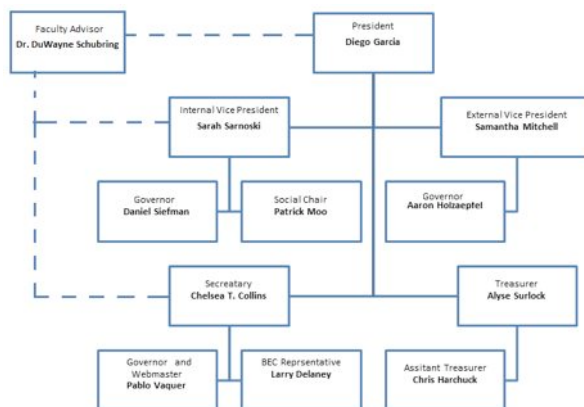 Faculty Advisor
Dr. DuWayne Schubring
President
Diego Garcia
Internal Vice President
Sarah Sarnoski
External Vice President
Samantha Mitchell
Governor
Daniel Siefman
Social Chair
Patrick Moo
Governor
Aaron Holzaepfel
Secreatary
Chelsea T. Collins
Treasurer
Alyse Surlock
Governor and
Webmaster
Pablo Vaquer
BEC Reprsentative
Larry Delaney
Assitant Treasurer
Chris Harchuck